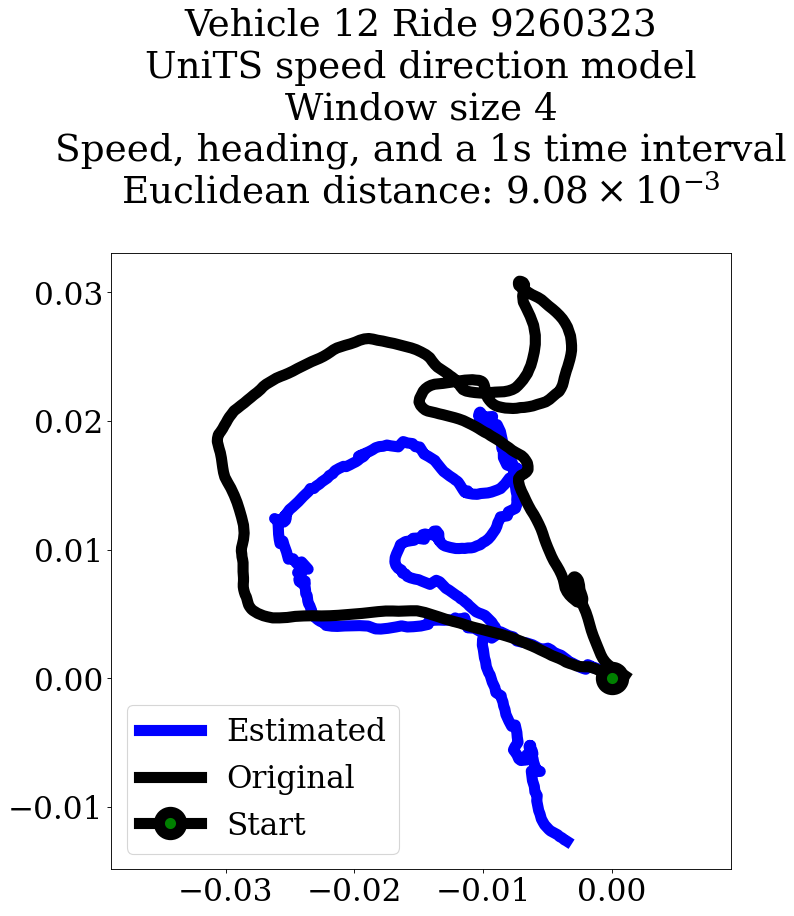 Vehicle 12 Ride 9260323
UniTS speed direction model
Window size 4
Speed, heading, and a 1s time interval
Euclidean distance: 9.08 × 10⁻³
0.03
0.02
0.01
0.00
−0.01
Estimated
Original
Start
−0.03 −0.02 −0.01 0.00